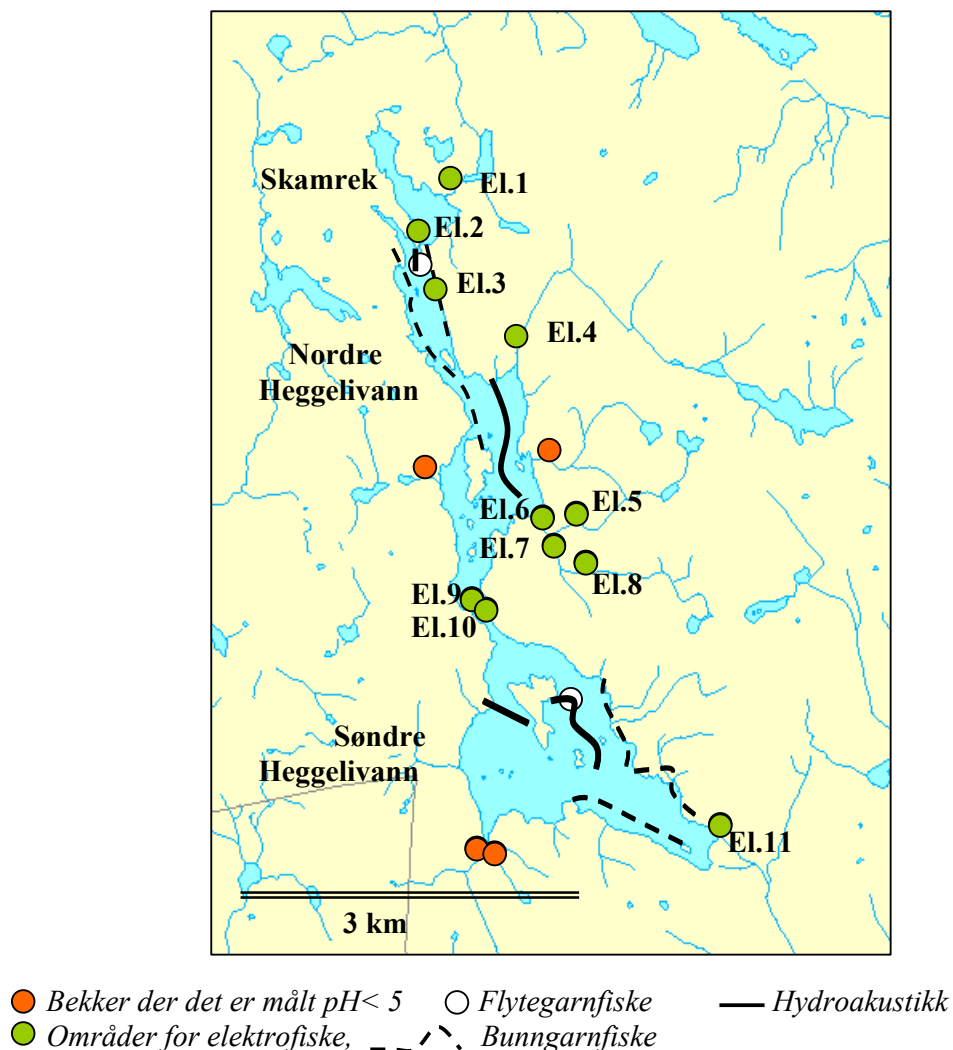 Skamrek
El.1
El.2
El.3
El.4
Nordre
Heggelivann
El.5
El.6
El.7
El.8
El.9
El.10
Søndre
Heggelivann
El.11
3 km
Bekker der det er målt pH< 5
Flytegarnfiske
Hydroakustikk
Områder for elektrofiske,
Bunngarnfiske